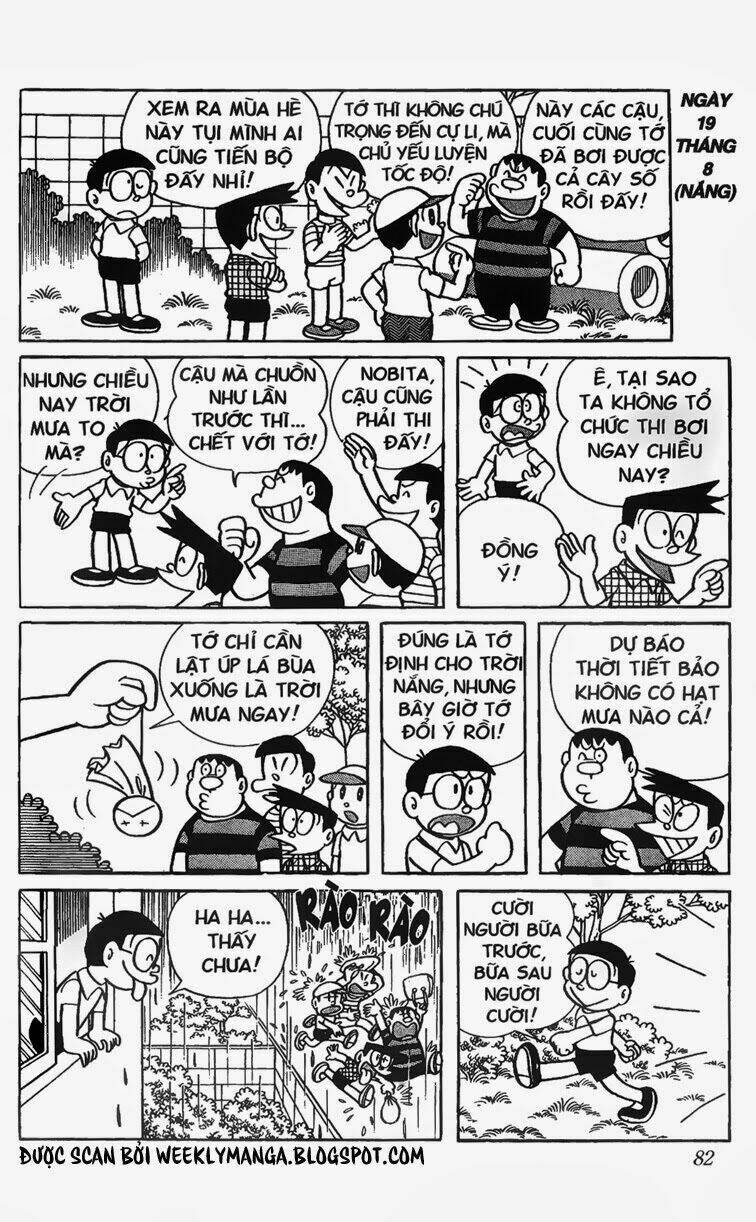 NGÀY
19
THÁNG
8
(NẮNG)
NÀY CÁC CẬU,
CUỐI CÙNG TỚ
ĐÃ BƠI ĐƯỢC
CẢ CÂY SỐ
RỒI ĐẤY!
TỚ THÌ KHÔNG CHÚ
TRỌNG ĐẾN CỰ LI, MÀ
CHỦ YẾU LUYỆN
TỐC ĐỘ!
XEM RA MÙA HÈ
NÀY TỤI MÌNH AI
CŨNG TIẾN BỘ
ĐẤY NHỈ!
Ê, TẠI SAO
TA KHÔNG TỔ
CHỨC THI BƠI
NGAY CHIỀU
NAY?
ĐỒNG
Ý!
NOBITA,
CẬU CŨNG
PHẢI THI
ĐẤY!
CẬU MÀ CHUỒN
NHƯ LẦN
TRƯỚC THÌ...
CHẾT VỚI TỚ!
NHƯNG CHIỀU
NAY TRỜI
MƯA TO
MÀ?
DỰ BÁO
THỜI TIẾT BẢO
KHÔNG CÓ HẠT
MƯA NÀO CẢ!
ĐÚNG LÀ TỚ
ĐỊNH CHO TRỜI
NẮNG, NHƯNG
BÂY GIỜ TỚ
ĐỔI Ý RỒI!
TỚ CHỈ CẦN
LẬT ÚP LÁ BÙA
XUỐNG LÀ TRỜI
MƯA NGAY!
CƯỜI
NGƯỜI BỮA
TRƯỚC,
BỮA SAU
NGƯỜI
CƯỜI!
RÀO RÀO
HA HA...
THẤY
CHƯA!
ĐƯỢC SCAN BỞI WEEKLYMANGA.BLOGSPOT.COM
82